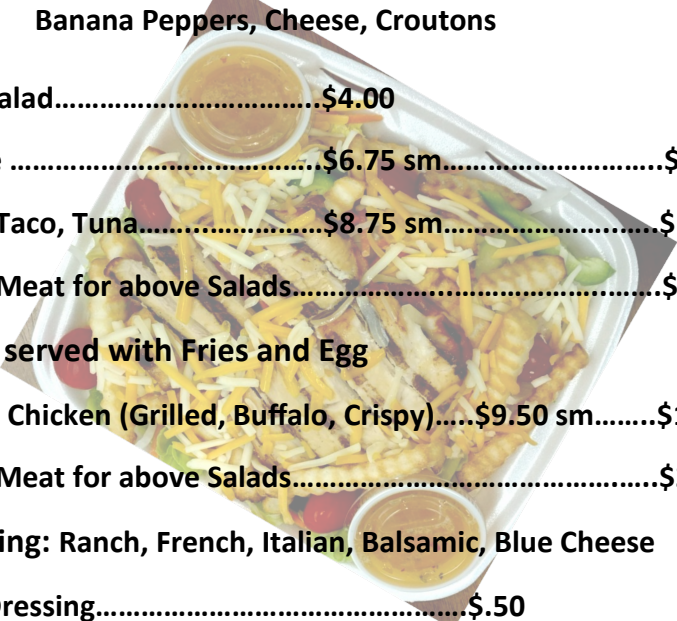 Banana Peppers, Cheese, Croutons
alad…………………………..$4.00
e …………………………..$6.75 sm……………………..$
Taco, Tuna……..…………$8.75 sm………………..…..$
Meat for above Salads……………..……………..…….$
served with Fries and Egg
Chicken (Grilled, Buffalo, Crispy)…..$9.50 sm……..$1
Meat for above Salads……………………………….…..$
ing: Ranch, French, Italian, Balsamic, Blue Cheese
Dressing……………………………………$.50